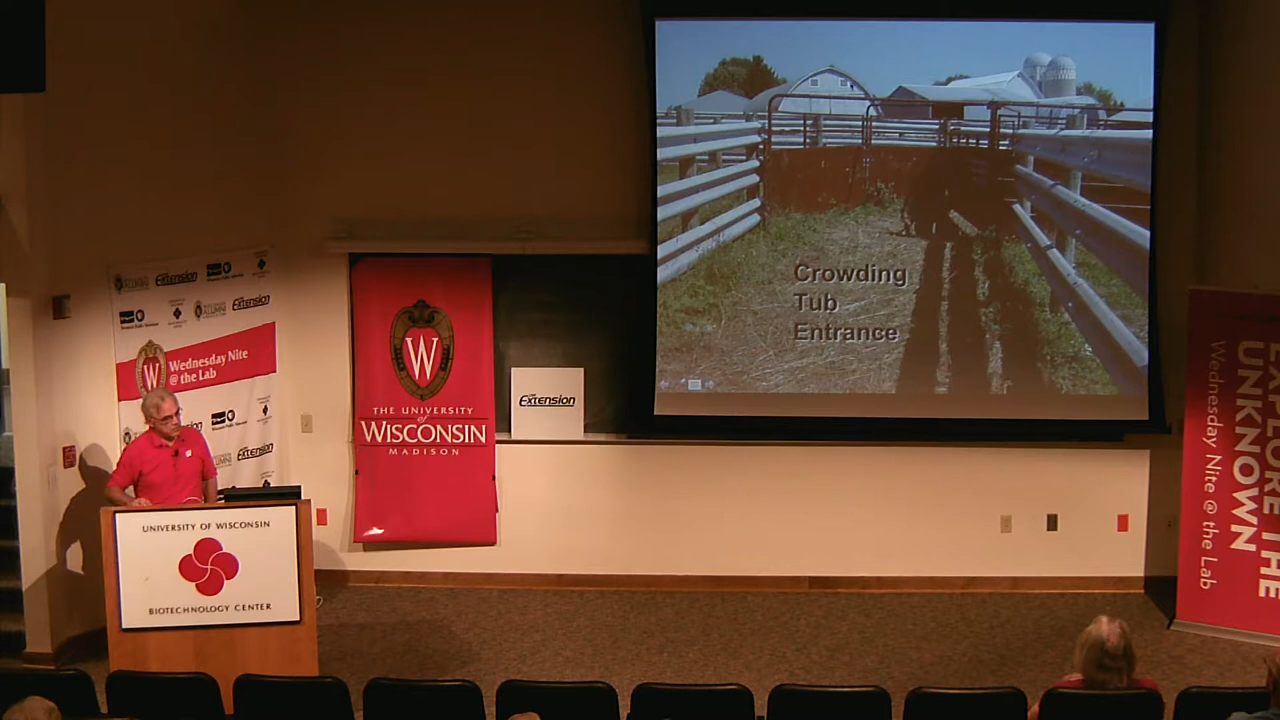 Crowding
Tub
Entrance
Extension
Extension
Wednesday Nite
@ the Lab
Extension
W
THE UNIVERSITY
of
WISCONSIN
MADISON
Extension
UNIVERSITY OF WISCONSIN
BIOTECHNOLOGY CENTER
EXPLORE THE
UNKNOWN
Wednesday Nite @ the Lab